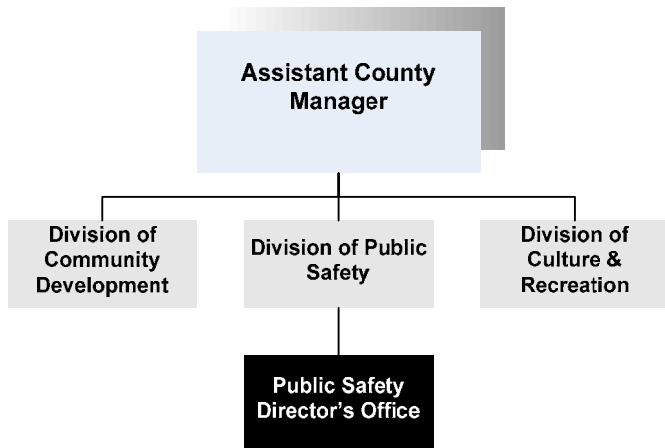 Assistant County
Manager
Division of
Community
Development
Division of Public
Safety
Division of
Culture &
Recreation
Public Safety
Director's Office